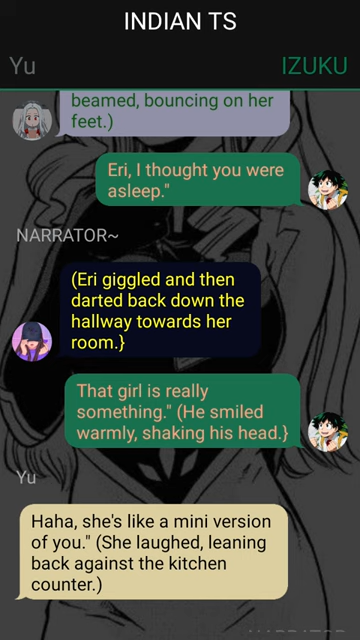 INDIAN TS
Yu
IZUKU
beamed, bouncing on her
feet.)
Eri, I thought you were
asleep."
NARRATOR~
(Eri giggled and then
darted back down the
hallway towards her
room.}
That girl is really
something." (He smiled
warmly, shaking his head.}
Yu
Haha, she's like a mini version
of you." (She laughed, leaning
back against the kitchen
counter.)
NARRATOR